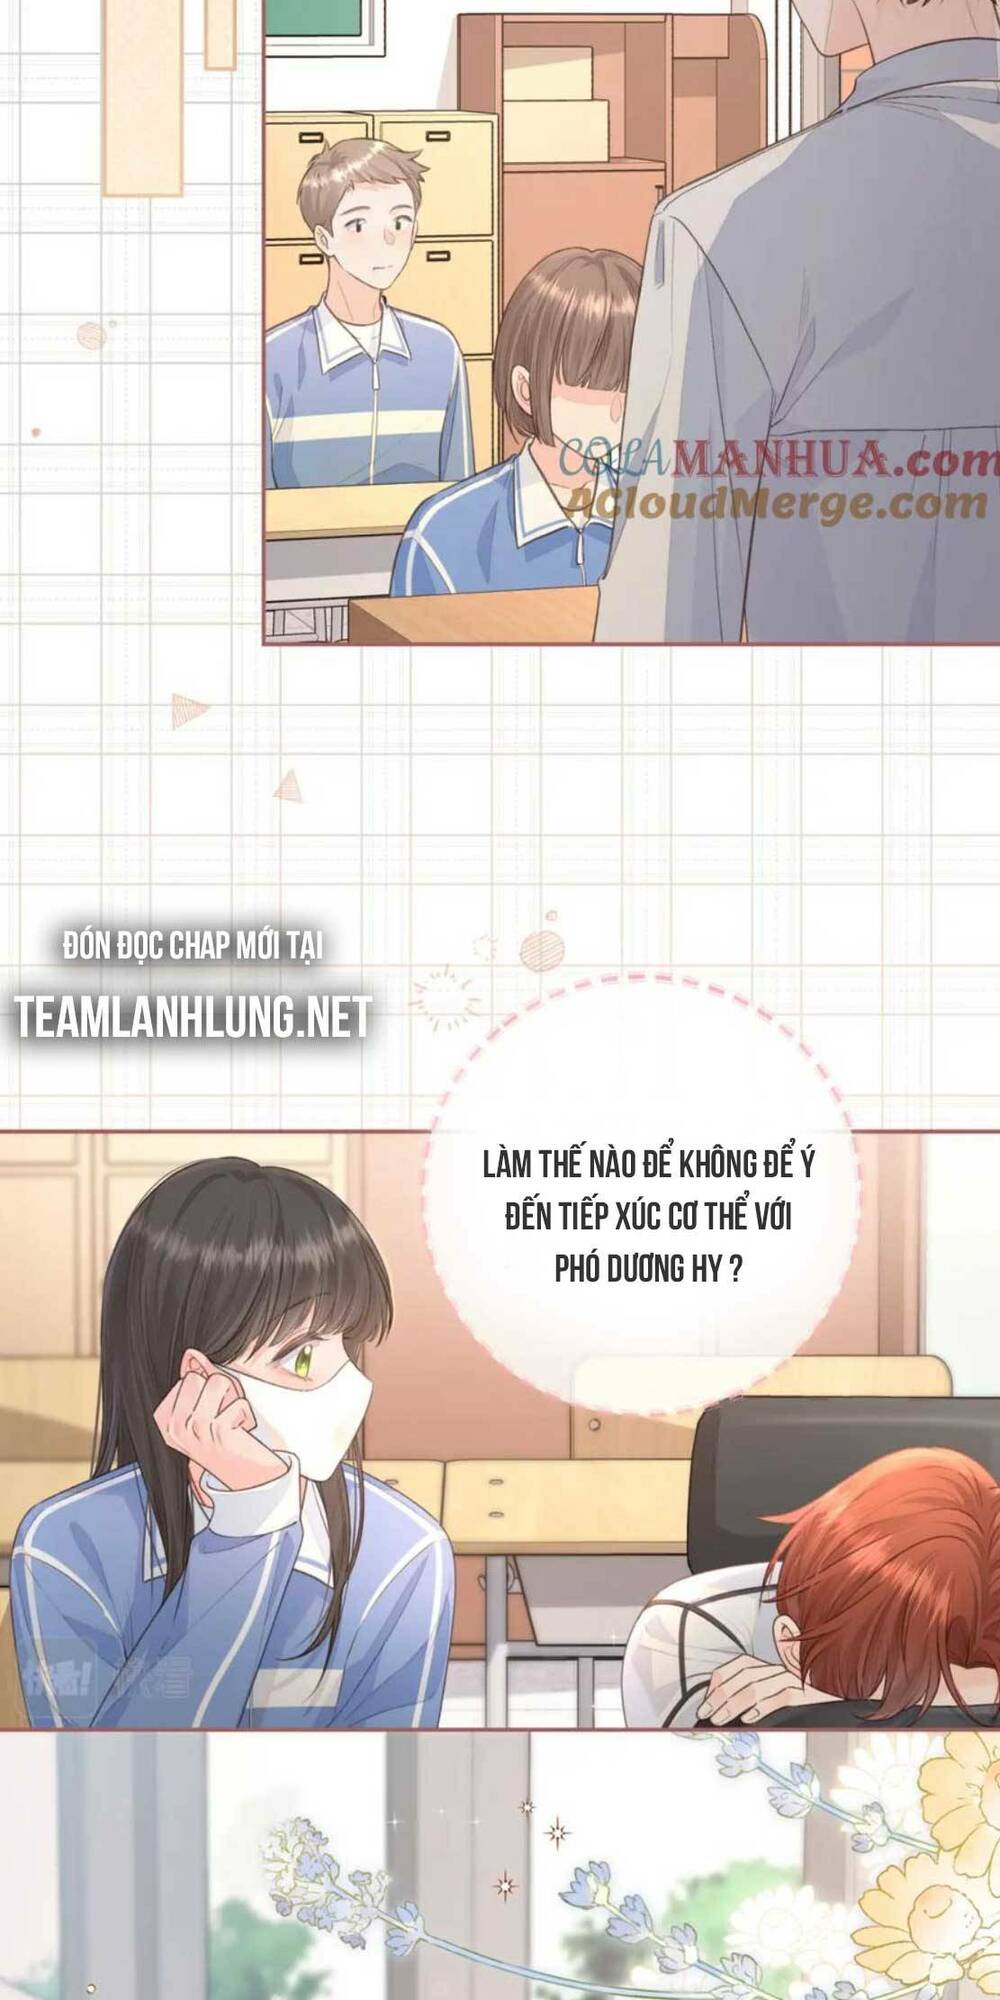 COLAMANHUA.com
ACloudMerge.com
ĐÓN ĐỌC CHAP MỚI TẠI
TEAMLANHLUNG.NET
LÀM THẾ NÀO ĐỂ KHÔNG ĐỂ Ý
ĐẾN TIẾP XÚC CƠ THỂ VỚI
PHÓ DƯƠNG HY ?